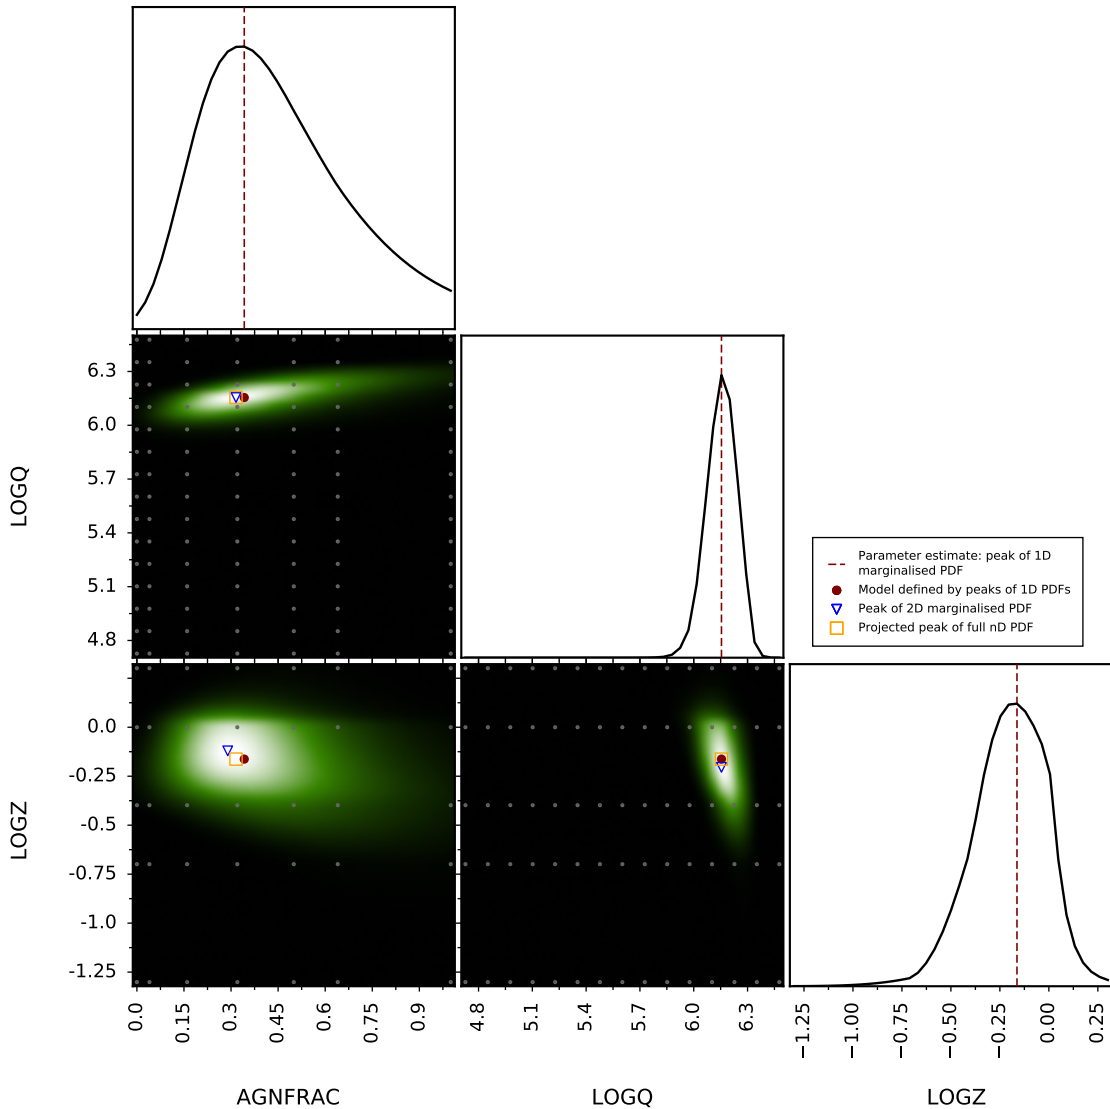 LOGQ
6.3
6.0
5.7
5.4
5.1
4.8
Parameter estimate: peak of 1D
marginalised PDF
Model defined by peaks of 1D PDFs
Peak of 2D marginalised PDF
Projected peak of full nD PDF
LOGZ
0.0
-0.25
-0.5
-0.75
-1.0
-1.25
0.0 0.15 0.3 0.45 0.6 0.75 0.9
4.8 5.1 5.4 5.7 6.0 6.3
−1.25 −1.00 −0.75 −0.50 −0.25 0.00 0.25
AGNFRAC
LOGQ
LOGZ